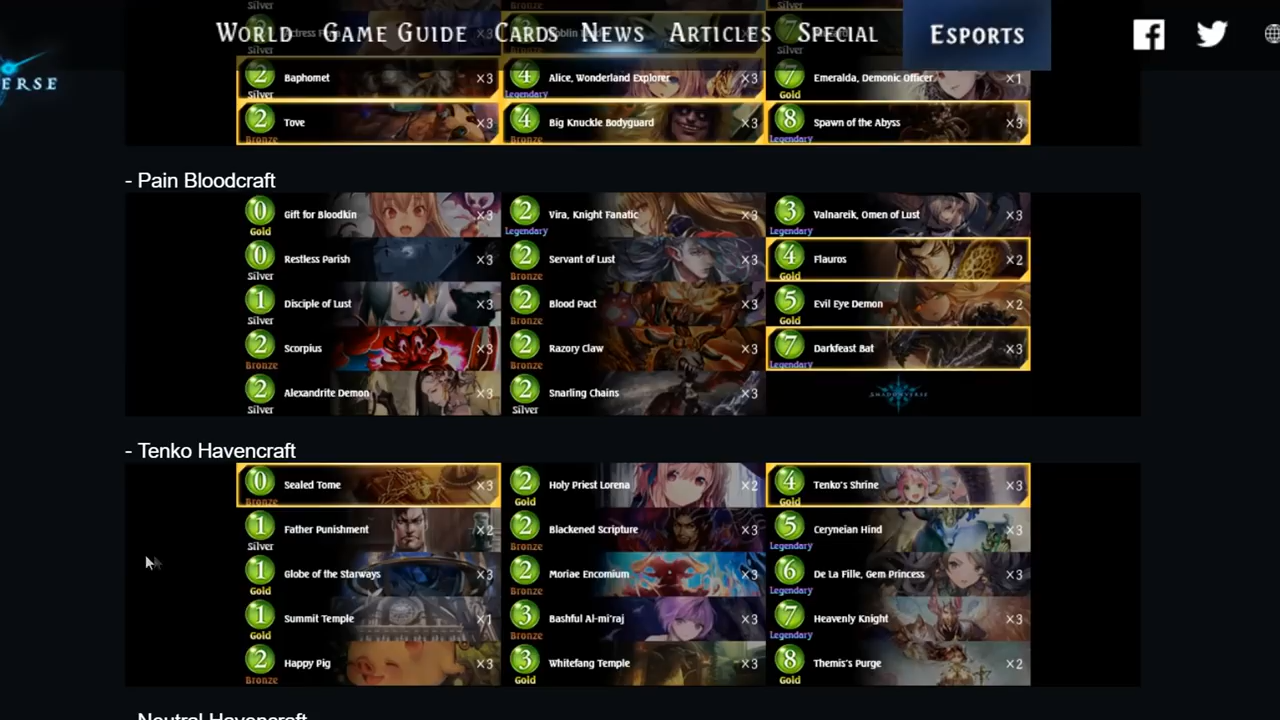 WORLD GAME GUIDE CARDS NEWS ARTICLES SPECIAL ESPORTS
ERSE
Silver
2 Baphomet ×3 4 Alice, Wonderland Explorer ×3 7 Emeralda, Demonic Officer ×1
Silver Legendary Gold
2 Tove ×3 4 Big Knuckle Bodyguard ×3 8 Spawn of the Abyss ×3
Bronze Legendary
- Pain Bloodcraft
0 Gift for Bloodkin ×3 2 Vira, Knight Fanatic ×3 3 Valnareik, Omen of Lust ×3
Gold Legendary Legendary
0 Restless Parish ×3 2 Servant of Lust ×3 4 Flauros ×2
Silver Bronze Gold
1 Disciple of Lust ×3 2 Blood Pact ×3 5 Evil Eye Demon ×2
Silver Bronze Gold
2 Scorpius ×3 2 Razory Claw ×3 7 Darkfeast Bat ×3
Bronze Bronze Legendary
2 Alexandrite Demon ×3 2 Snarling Chains ×3 SHADOWVERSE
Silver Silver
- Tenko Havencraft
0 Sealed Tome ×3 2 Holy Priest Lorena ×2 4 Tenko's Shrine ×3
Bronze Gold Gold
1 Father Punishment ×2 2 Blackened Scripture ×3 5 Ceryneian Hind ×3
Silver Bronze Legendary
1 Globe of the Starways ×3 2 Moriae Encomium ×3 6 De La Fille, Gem Princess ×3
Gold Bronze Legendary
1 Summit Temple ×1 3 Bashful Al-mi'raj ×3 7 Heavenly Knight ×3
Gold Bronze Legendary
2 Happy Pig ×3 3 Whitefang Temple ×3 8 Themis's Purge ×2
Bronze Gold Gold
- Neutral Havencraft